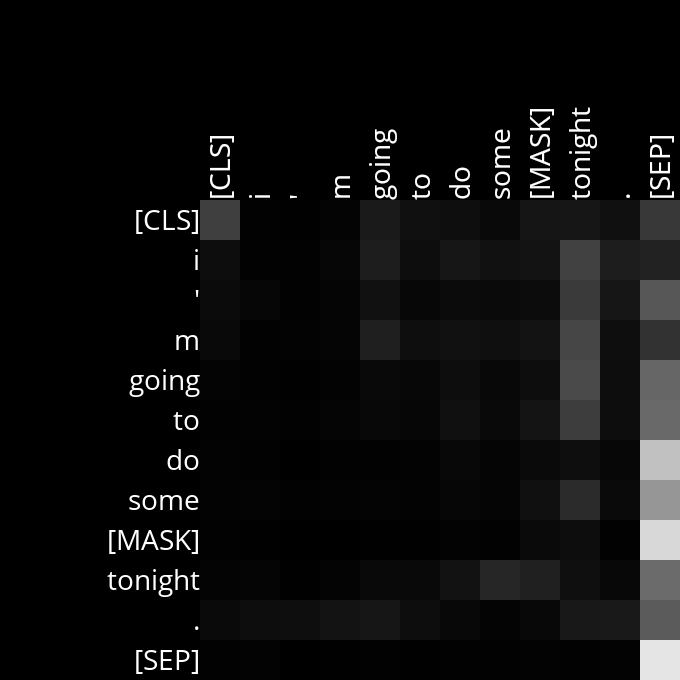 [CLS] i ' m going to do some [MASK] tonight . [SEP]
[CLS]
i
'
m
going
to
do
some
[MASK]
tonight
.
[SEP]